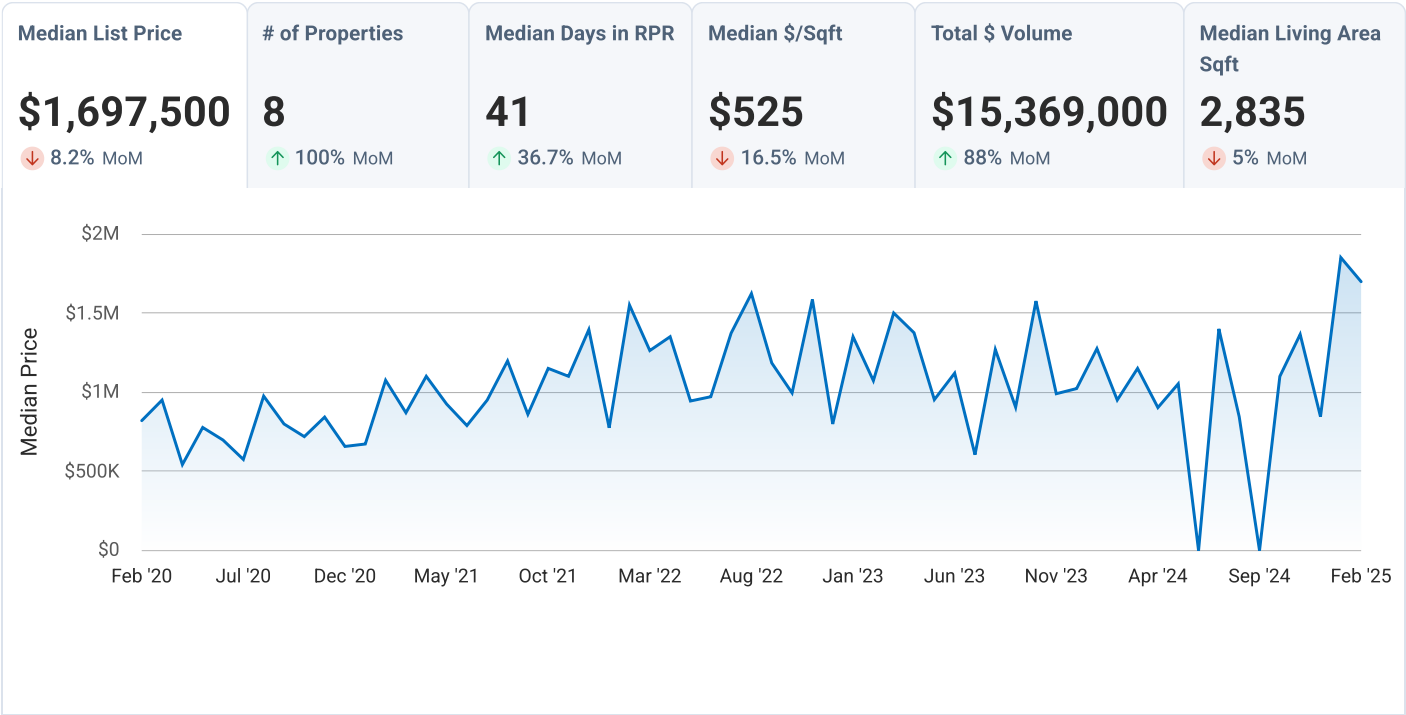 Median List Price
$1,697,500
8.2% MoM
# of Properties
8
100% MoM
Median Days in RPR
41
36.7% MoM
Median $/Sqft
$525
16.5% MoM
Total $ Volume
$15,369,000
88% MoM
Median Living Area
Sqft
2,835
5% MoM
Median Price
$2M
$1.5M
$1M
$500K
$0
Feb '20 Jul '20 Dec '20 May '21 Oct '21 Mar '22 Aug '22 Jan '23 Jun '23 Nov '23 Apr '24 Sep '24 Feb '25